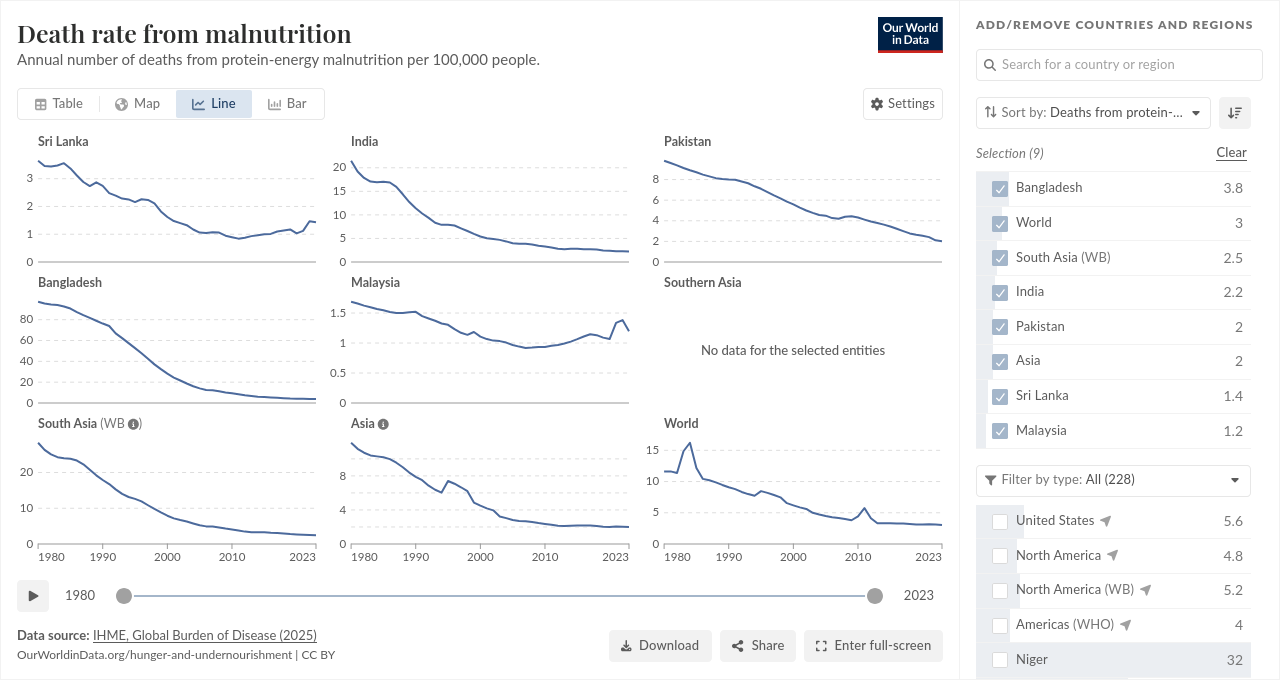 Death rate from malnutrition
Annual number of deaths from protein-energy malnutrition per 100,000 people.
Our World
in Data
Table Map Line Bar
Settings
Sri Lanka
3
2
1
0
India
20
15
10
5
0
Pakistan
8
6
4
2
0
Bangladesh
80
60
40
20
0
Malaysia
1.5
1
0.5
0
Southern Asia
No data for the selected entities
South Asia (WB)
20
10
0
1980 1990 2000 2010 2023
Asia
8
4
0
1980 1990 2000 2010 2023
World
15
10
5
0
1980 1990 2000 2010 2023
1980 2023
Data source: IHME, Global Burden of Disease (2025)
OurWorldinData.org/hunger-and-undernourishment | CC BY
Download Share Enter full-screen
ADD/REMOVE COUNTRIES AND REGIONS
Search for a country or region
Sort by: Deaths from protein-...
Selection (9) Clear
Bangladesh 3.8
World 3
South Asia (WB) 2.5
India 2.2
Pakistan 2
Asia 2
Sri Lanka 1.4
Malaysia 1.2
Filter by type: All (228)
United States 5.6
North America 4.8
North America (WB) 5.2
Americas (WHO) 4
Niger 32